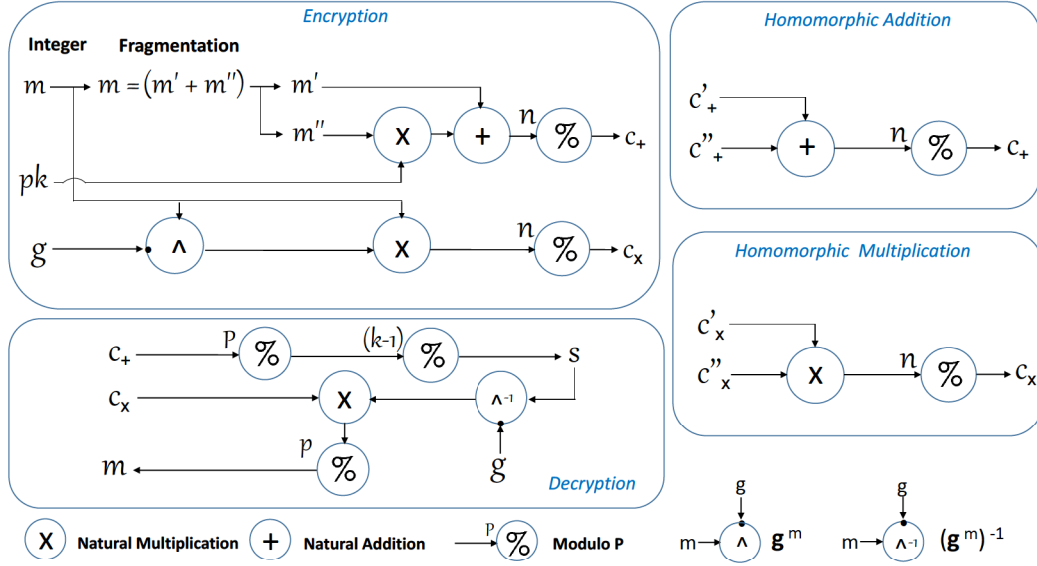 Encryption
Integer Fragmentation
m m = (m' + m'') m'
m'' x + n % c₊
pk
g ^ x n % cₓ
Homomorphic Addition
c'₊
c''₊ + n % c₊
Homomorphic Multiplication
c'ₓ
c''ₓ x n % cₓ
c₊ P % (k-1) % s
cₓ x ^⁻¹
m p % g
Decryption
g g
m ^ g ᵐ m ^⁻¹ (g ᵐ) ⁻¹
x Natural Multiplication + Natural Addition P % Modulo P